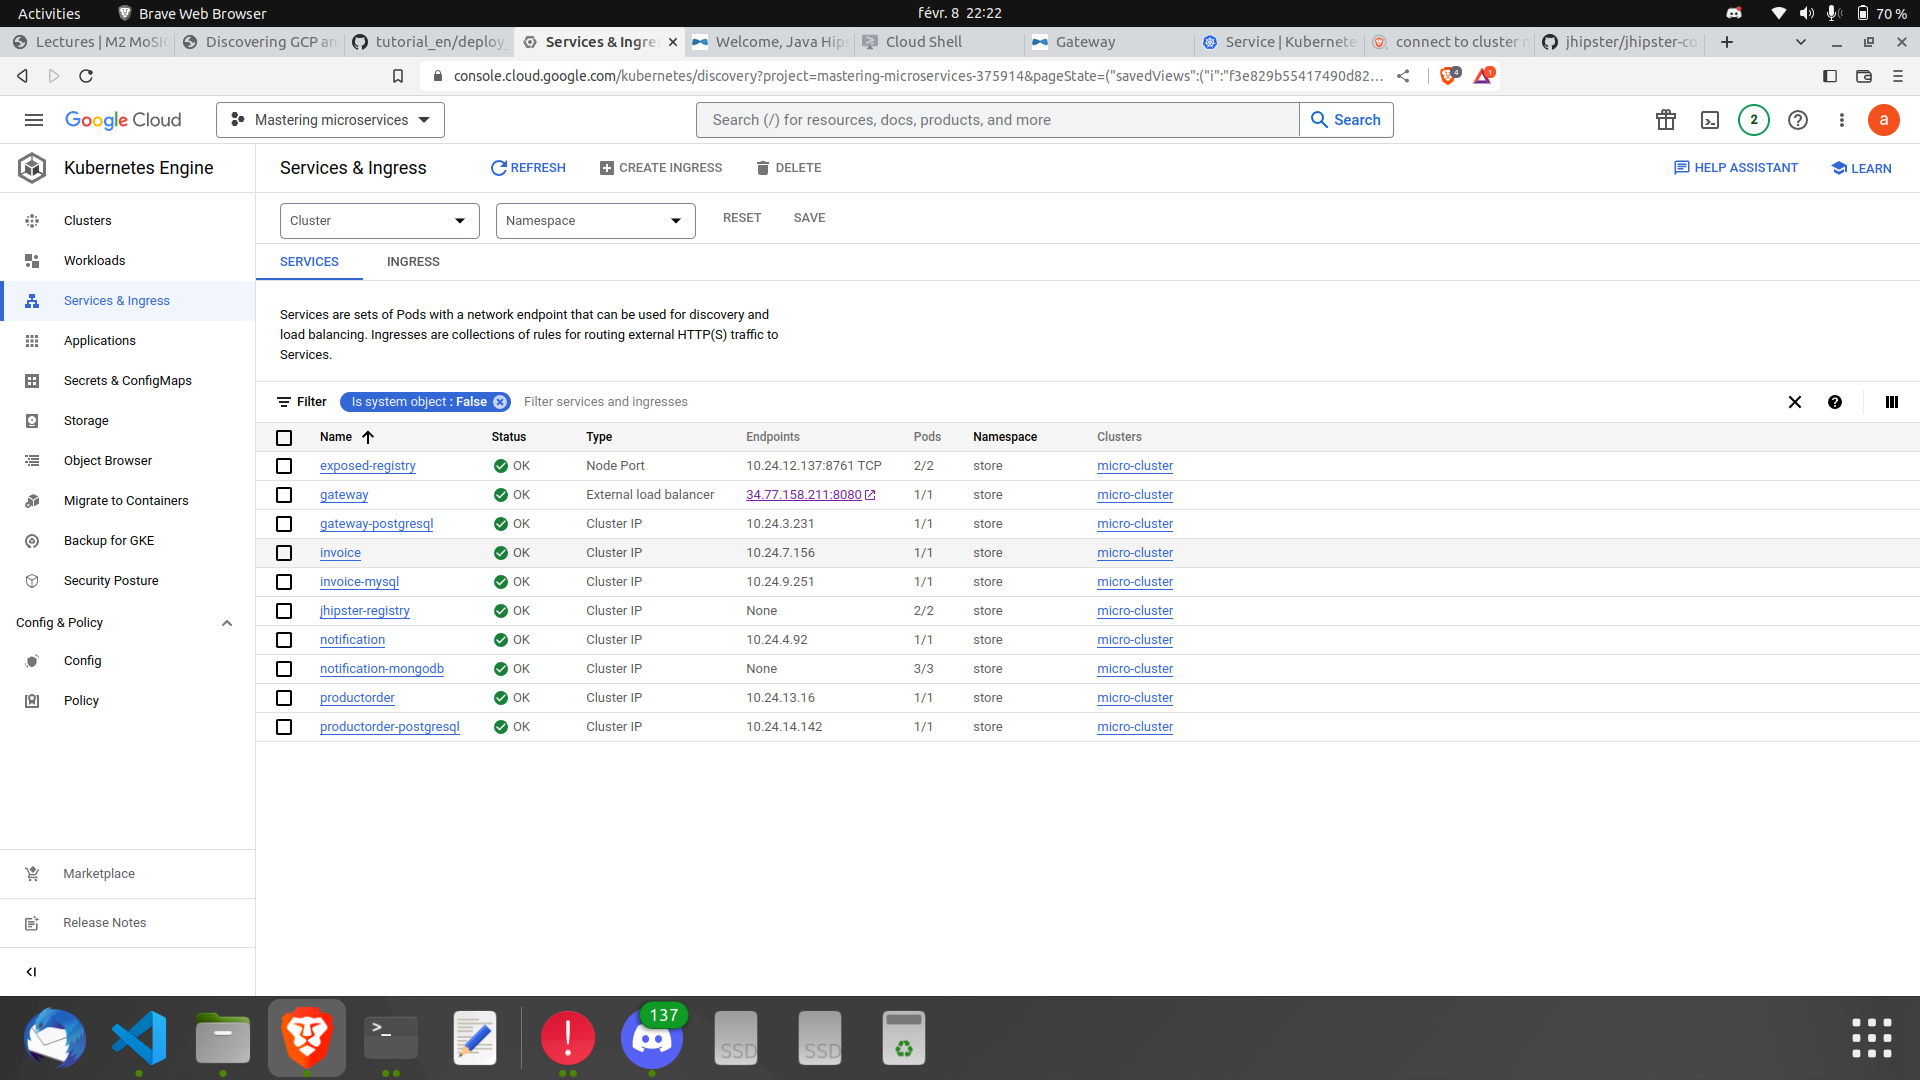 Activities Brave Web Browser févr. 8 22:22 70 %
Lectures | M2 MoSIC Discovering GCP an tutorial_en/deploy_ Services & Ingre Welcome, Java Hips Cloud Shell Gateway Service | Kubernete connect to cluster jhipster/jhipster-co
console.cloud.google.com/kubernetes/discovery?project=mastering-microservices-375914&pageState=("savedViews":("i":"f3e829b55417490d82... 4 1
Google Cloud Mastering microservices Search (/) for resources, docs, products, and more Search 2 a
Kubernetes Engine
Services & Ingress REFRESH CREATE INGRESS DELETE HELP ASSISTANT LEARN
Clusters
Workloads
Services & Ingress
Applications
Secrets & ConfigMaps
Storage
Object Browser
Migrate to Containers
Backup for GKE
Security Posture
Config & Policy
Config
Policy
Marketplace
Release Notes
Cluster Namespace RESET SAVE
SERVICES INGRESS
Services are sets of Pods with a network endpoint that can be used for discovery and
load balancing. Ingresses are collections of rules for routing external HTTP(S) traffic to
Services.
Filter Is system object : False Filter services and ingresses
Name Status Type Endpoints Pods Namespace Clusters
exposed-registry OK Node Port 10.24.12.137:8761 TCP 2/2 store micro-cluster
gateway OK External load balancer 34.77.158.211:8080 1/1 store micro-cluster
gateway-postgresql OK Cluster IP 10.24.3.231 1/1 store micro-cluster
invoice OK Cluster IP 10.24.7.156 1/1 store micro-cluster
invoice-mysql OK Cluster IP 10.24.9.251 1/1 store micro-cluster
jhipster-registry OK Cluster IP None 2/2 store micro-cluster
notification OK Cluster IP 10.24.4.92 1/1 store micro-cluster
notification-mongodb OK Cluster IP None 3/3 store micro-cluster
productorder OK Cluster IP 10.24.13.16 1/1 store micro-cluster
productorder-postgresql OK Cluster IP 10.24.14.142 1/1 store micro-cluster
137
SSD SSD